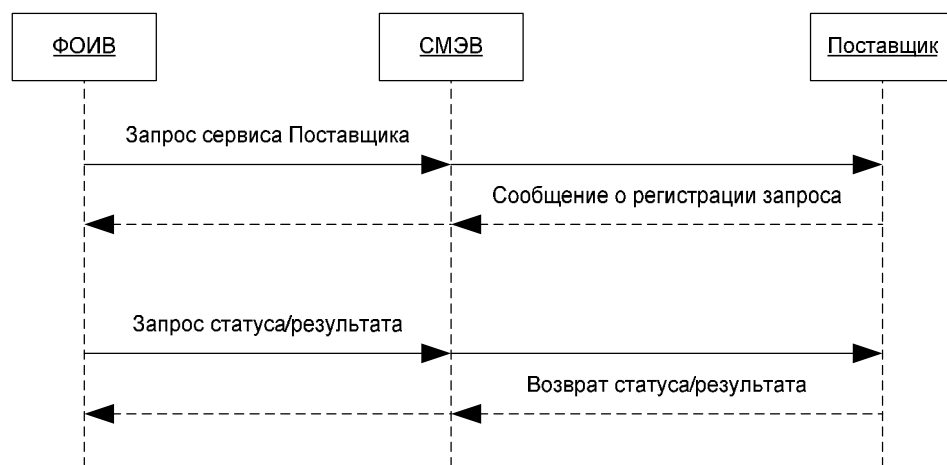 ФОИВ
СМЭВ
Поставщик
Запрос сервиса Поставщика
Сообщение о регистрации запроса
Запрос статуса/результата
Возврат статуса/результата